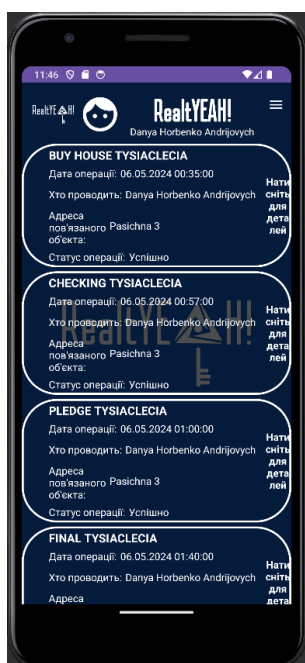 11:46
RealtYEAH!
RealtYEAH!
Danya Horbenko Andrijovych
BUY HOUSE TYSIACLECIA
Дата операції: 06.05.2024 00:35:00
Хто проводить: Danya Horbenko Andrijovych
Адреса
пов'язаного Pasichna 3
об'єкта:
Статус операції: Успішно
Нати
сніть
для
дета
лей
CHECKING TYSIACLECIA
Дата операції: 06.05.2024 00:57:00
Хто проводить: Danya Horbenko Andrijovych
Адреса
пов'язаного Pasichna 3
об'єкта:
Статус операції: Успішно
Нати
сніть
для
дета
лей
RealtYEAH!
PLEDGE TYSIACLECIA
Дата операції: 06.05.2024 01:00:00
Хто проводить: Danya Horbenko Andrijovych
Адреса
пов'язаного Pasichna 3
об'єкта:
Статус операції: Успішно
Нати
сніть
для
дета
лей
FINAL TYSIACLECIA
Дата операції: 06.05.2024 01:40:00
Хто проводить: Danya Horbenko Andrijovych
Адреса
Нати
сніть
для
дета